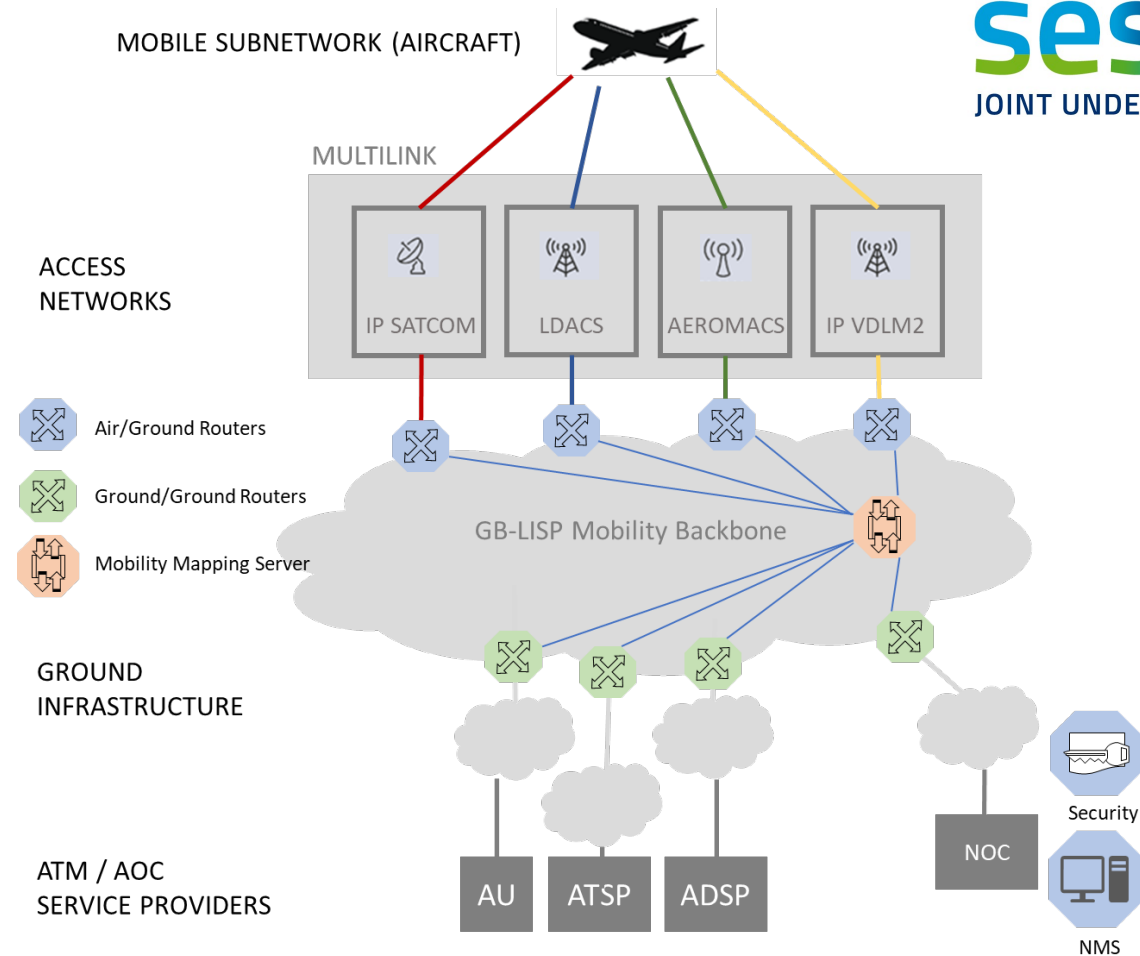 MOBILE SUBNETWORK (AIRCRAFT)
ses
JOINT UNDE
MULTILINK
ACCESS
NETWORKS
IP SATCOM
LDACS
AEROMACS
IP VDLM2
Air/Ground Routers
Ground/Ground Routers
Mobility Mapping Server
GB-LISP Mobility Backbone
GROUND
INFRASTRUCTURE
Security
NOC
ATM / AOC
SERVICE PROVIDERS
AU
ATSP
ADSP
NMS